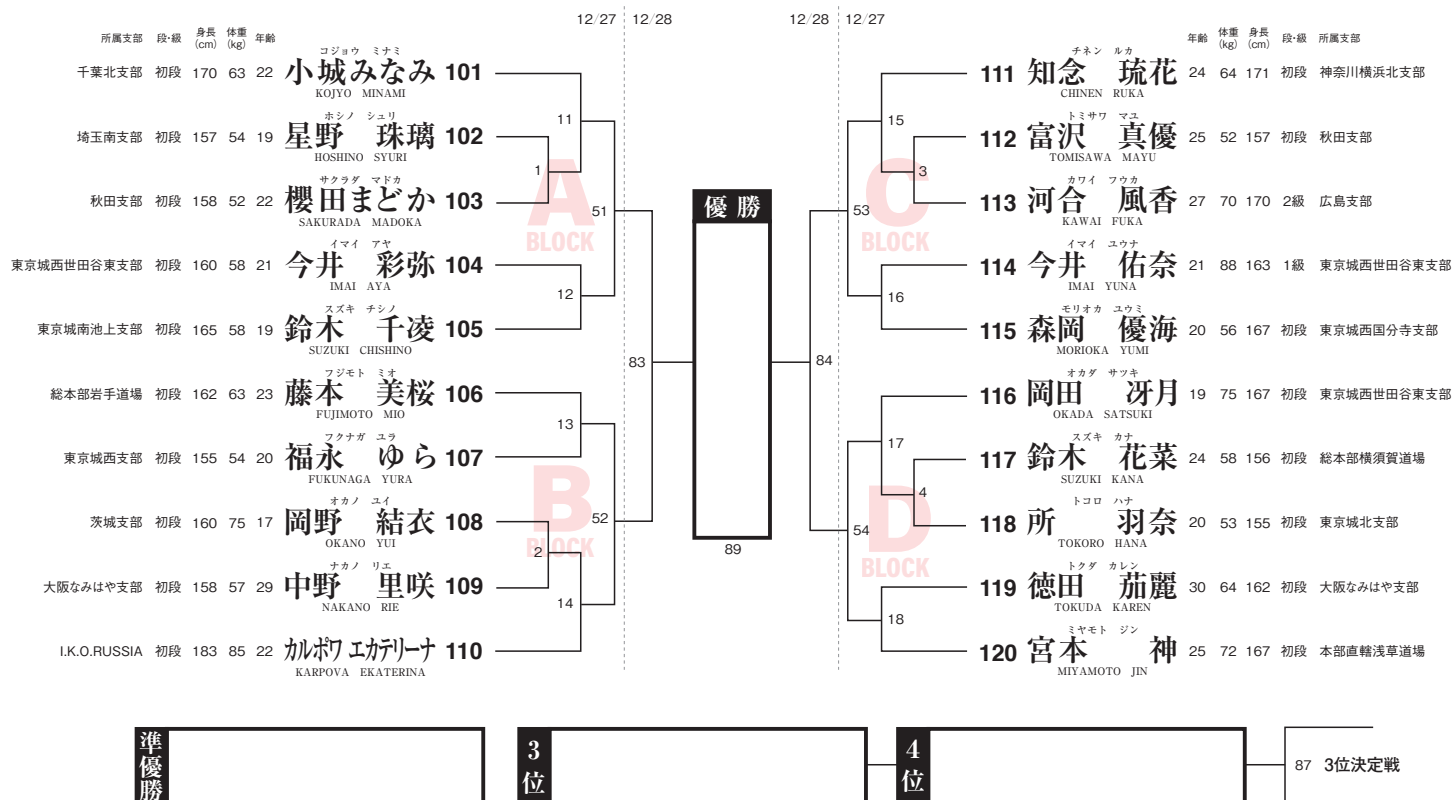 12/27 12/28
所属支部 段・級 身長(cm) 体重(kg) 年齢
コジョウ ミナミ
千葉北支部 初段 170 63 22 小城みなみ 101
KOJYO MINAMI
ホシノ シュリ
埼玉南支部 初段 157 54 19 星野 珠璃 102
HOSHINO SYURI
サクラダ マドカ
秋田支部 初段 158 52 22 櫻田まどか 103
SAKURADA MADOKA
イマイ アヤ
東京城西世田谷東支部 初段 160 58 21 今井 彩弥 104
IMAI AYA
スズキ チシノ
東京城南池上支部 初段 165 58 19 鈴木 千凌 105
SUZUKI CHISHINO
フジモト ミオ
総本部岩手道場 初段 162 63 23 藤本 美桜 106
FUJIMOTO MIO
フクナガ ユラ
東京城西支部 初段 155 54 20 福永 ゆら 107
FUKUNAGA YURA
オカノ ユイ
茨城支部 初段 160 75 17 岡野 結衣 108
OKANO YUI
ナカノ リエ
大阪なみはや支部 初段 158 57 29 中野 里咲 109
NAKANO RIE
I.K.O.RUSSIA 初段 183 85 22 カルポワ エカテリーナ 110
KARPOVA EKATERINA
11
1
A
BLOCK
51
12
83
13
B
BLOCK
52
2
14
優勝
89
12/28 12/27
年齢 体重(kg) 身長(cm) 段・級 所属支部
チネン ルカ
111 知念 琉花 24 64 171 初段 神奈川横浜北支部
CHINEN RUKA
トミサワ マユ
112 富沢 真優 25 52 157 初段 秋田支部
TOMISAWA MAYU
カワイ フウカ
113 河合 風香 27 70 170 2級 広島支部
KAWAI FUKA
イマイ ユウナ
114 今井 佑奈 21 88 163 1級 東京城西世田谷東支部
IMAI YUNA
モリオカ ユウミ
115 森岡 優海 20 56 167 初段 東京城西国分寺支部
MORIOKA YUMI
オカダ サツキ
116 岡田 冴月 19 75 167 初段 東京城西世田谷東支部
OKADA SATSUKI
スズキ カナ
117 鈴木 花菜 24 58 156 初段 総本部横須賀道場
SUZUKI KANA
トコロ ハナ
118 所 羽奈 20 53 155 初段 東京城北支部
TOKORO HANA
トクダ カレン
119 徳田 茄麗 30 64 162 初段 大阪なみはや支部
TOKUDA KAREN
ミヤモト ジン
120 宮本 神 25 72 167 初段 本部直轄浅草道場
MIYAMOTO JIN
15
3
C
BLOCK
53
16
84
17
4
D
BLOCK
54
18
準優勝
3位
4位
87 3位決定戦